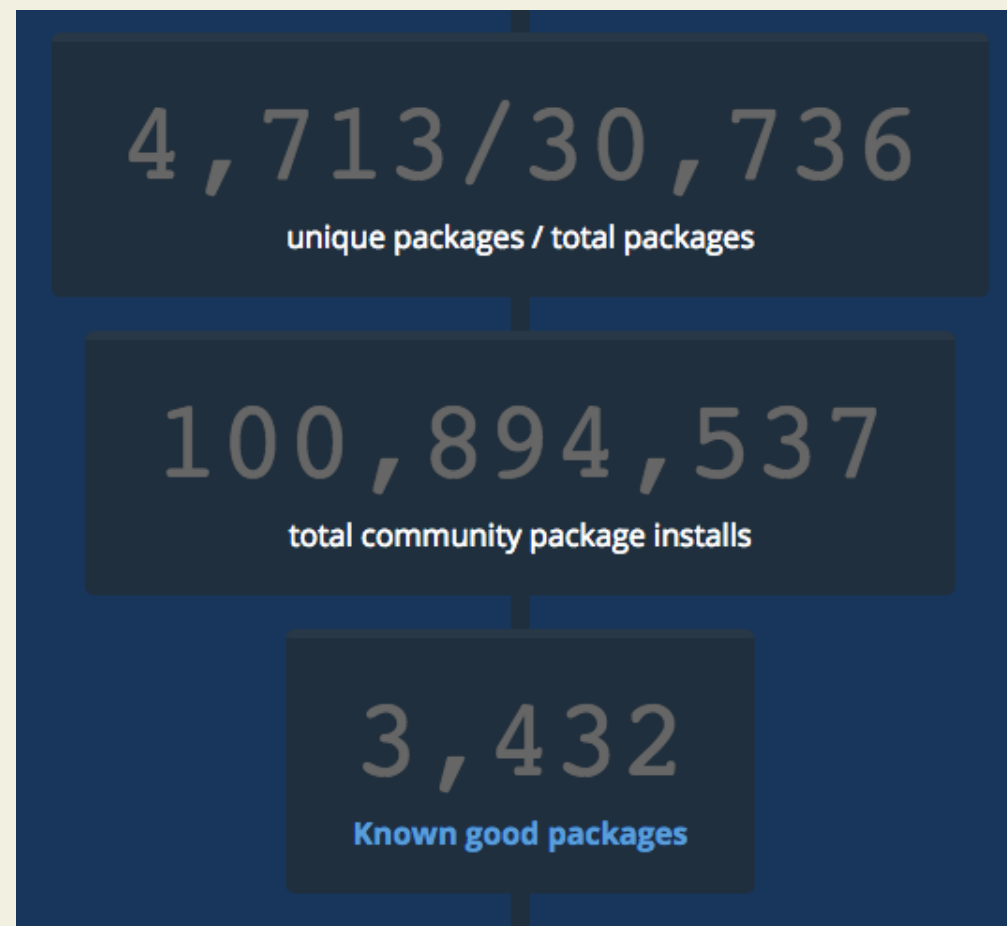 4,713/30,736
unique packages / total packages
100,894,537
total community package installs
3,432
Known good packages